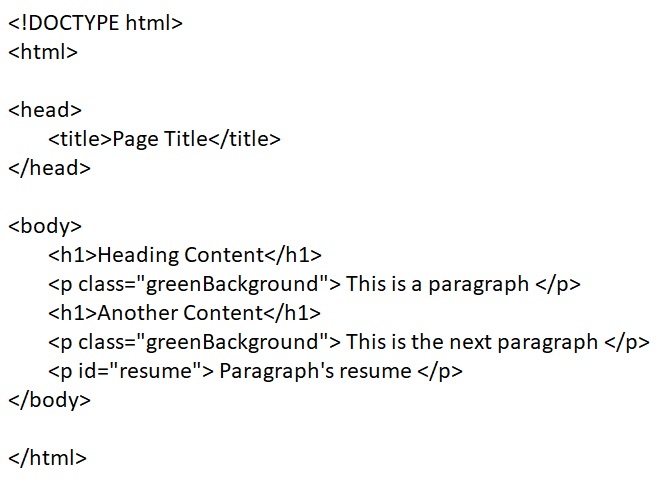 <!DOCTYPE html>
<html>
<head>
<title>Page Title</title>
</head>
<body>
<h1>Heading Content</h1>
<p class="greenBackground"> This is a paragraph </p>
<h1>Another Content</h1>
<p class="greenBackground"> This is the next paragraph </p>
<p id="resume"> Paragraph's resume </p>
</body>
</html>